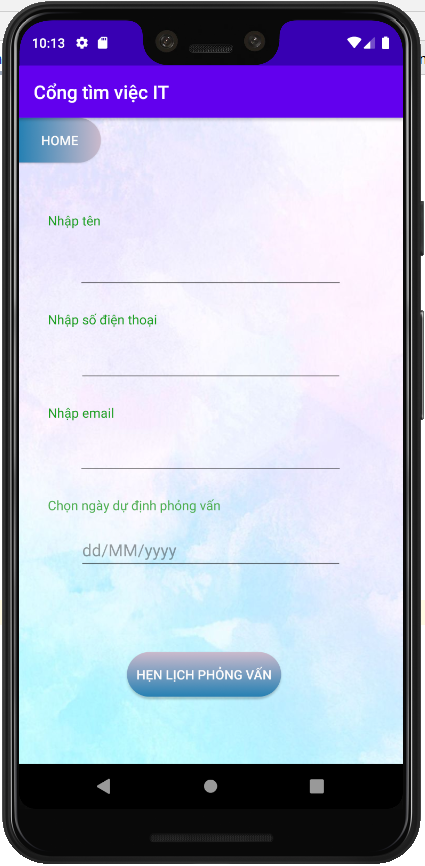 10:13
Cổng tìm việc IT
HOME
Nhập tên
Nhập số điện thoại
Nhập email
Chọn ngày dự định phỏng vấn
dd/MM/yyyy
HẸN LỊCH PHỎNG VẤN